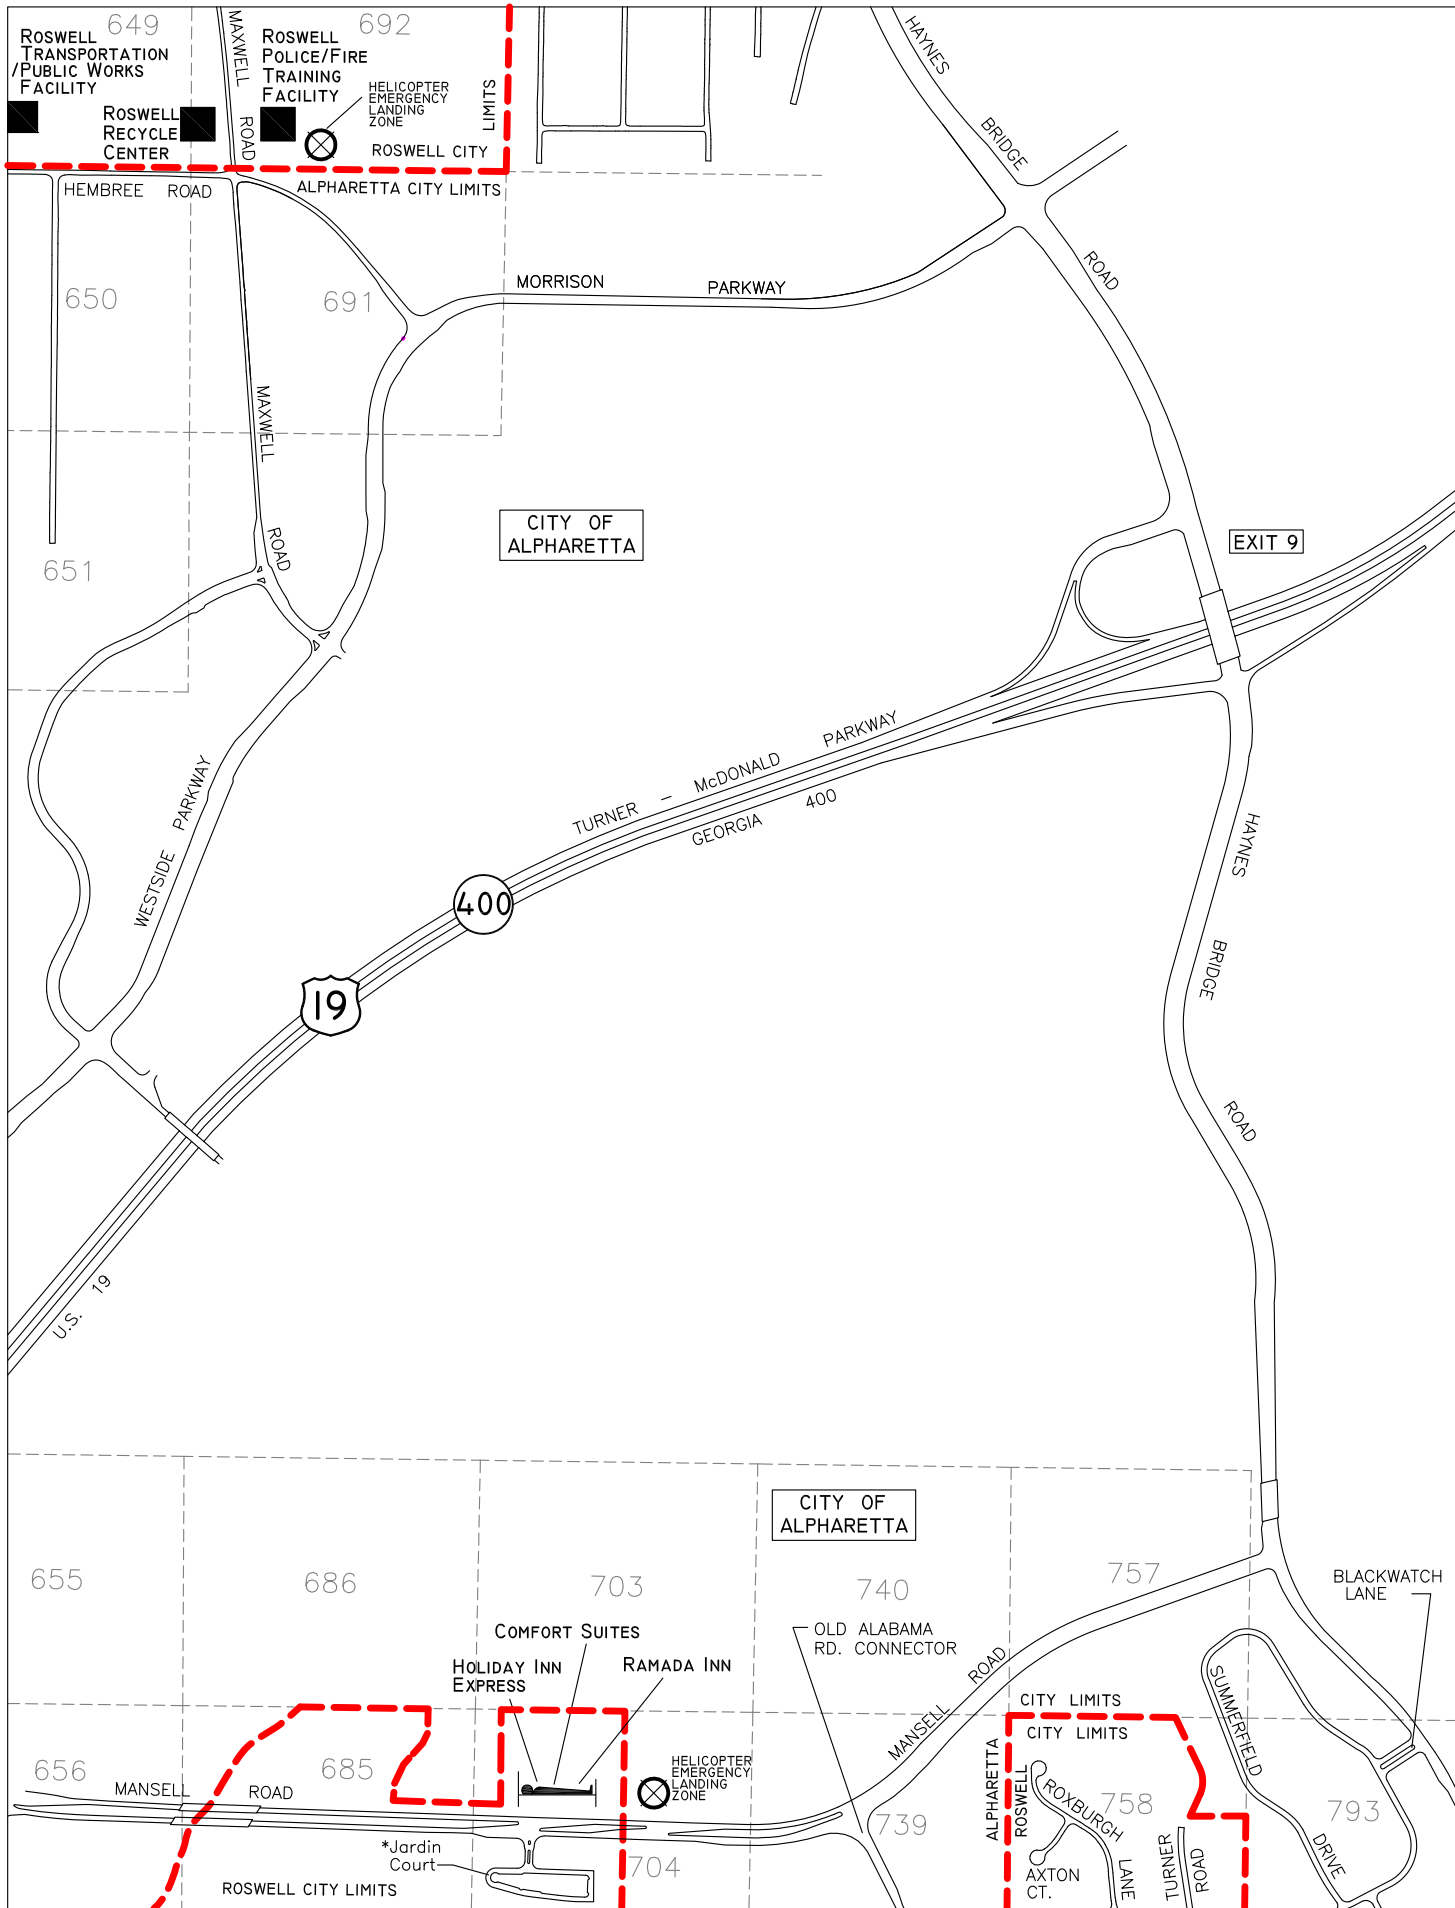 649
692
ROSWELL
TRANSPORTATION
/PUBLIC WORKS
FACILITY
MAXWELL
ROAD
ROSWELL
POLICE/FIRE
TRAINING
FACILITY
HELICOPTER
EMERGENCY
LANDING
ZONE
ROSWELL
RECYCLE
CENTER
LIMITS
ROSWELL CITY
HEMBREE ROAD
ALPHARETTA CITY LIMITS
HAYNES
BRIDGE
ROAD
650
691
MORRISON PARKWAY
MAXWELL
ROAD
651
CITY OF
ALPHARETTA
EXIT 9
WESTSIDE PARKWAY
TURNER – McDONALD PARKWAY
GEORGIA 400
400
19
U.S. 19
HAYNES
BRIDGE
ROAD
CITY OF
ALPHARETTA
655
686
703
740
757
BLACKWATCH
LANE
OLD ALABAMA
RD. CONNECTOR
COMFORT SUITES
HOLIDAY INN
EXPRESS
RAMADA INN
MANSELL ROAD
CITY LIMITS
CITY LIMITS
ALPHARETTA
ROSWELL
SUMMERFIELD
DRIVE
656
685
MANSELL ROAD
HELICOPTER
EMERGENCY
LANDING
ZONE
739
758
793
ROXBURGH
LANE
*Jardin
Court
704
AXTON
CT.
TURNER
ROAD
ROSWELL CITY LIMITS